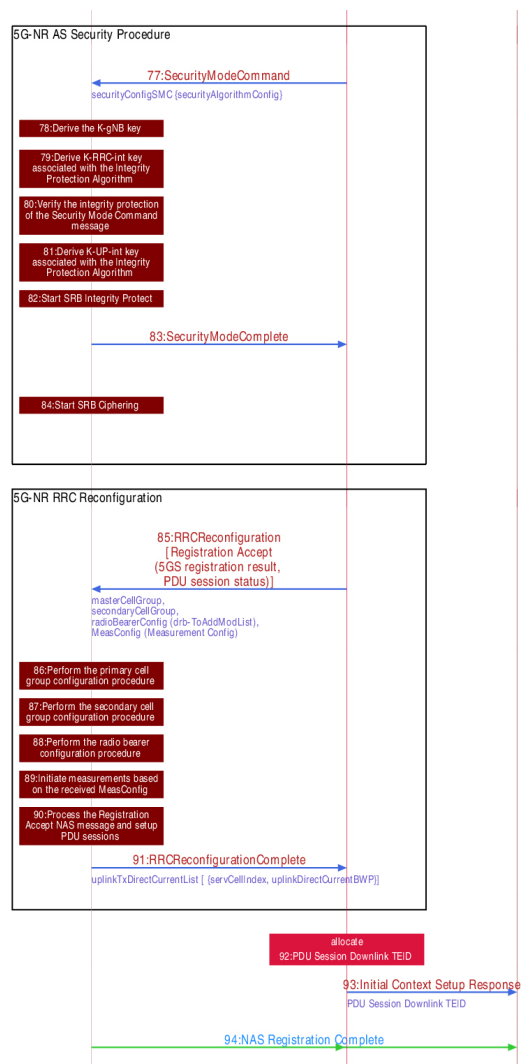 5G-NR AS Security Procedure
77:SecurityModeCommand
securityConfigSMC {securityAlgorithmConfig}
78:Derive the K-gNB key
79:Derive K-RRC-int key
associated with the Integrity
Protection Algorithm
80:Verify the integrity protection
of the Security Mode Command
message
81:Derive K-UP-int key
associated with the Integrity
Protection Algorithm
82:Start SRB Integrity Protect
83:SecurityModeComplete
84:Start SRB Ciphering
5G-NR RRC Reconfiguration
85:RRCReconfiguration
[Registration Accept
(5GS registration result,
PDU session status)]
masterCellGroup,
secondaryCellGroup,
radioBearerConfig (drb-ToAddModList),
MeasConfig (Measurement Config)
86:Perform the primary cell
group configuration procedure
87:Perform the secondary cell
group configuration procedure
88:Perform the radio bearer
configuration procedure
89:Initiate measurements based
on the received MeasConfig
90:Process the Registration
Accept NAS message and setup
PDU sessions
91:RRCReconfigurationComplete
uplinkTxDirectCurrentList [ {servCellIndex, uplinkDirectCurrentBWP}]
allocate
92:PDU Session Downlink TEID
93:Initial Context Setup Response
PDU Session Downlink TEID
94:NAS Registration Complete